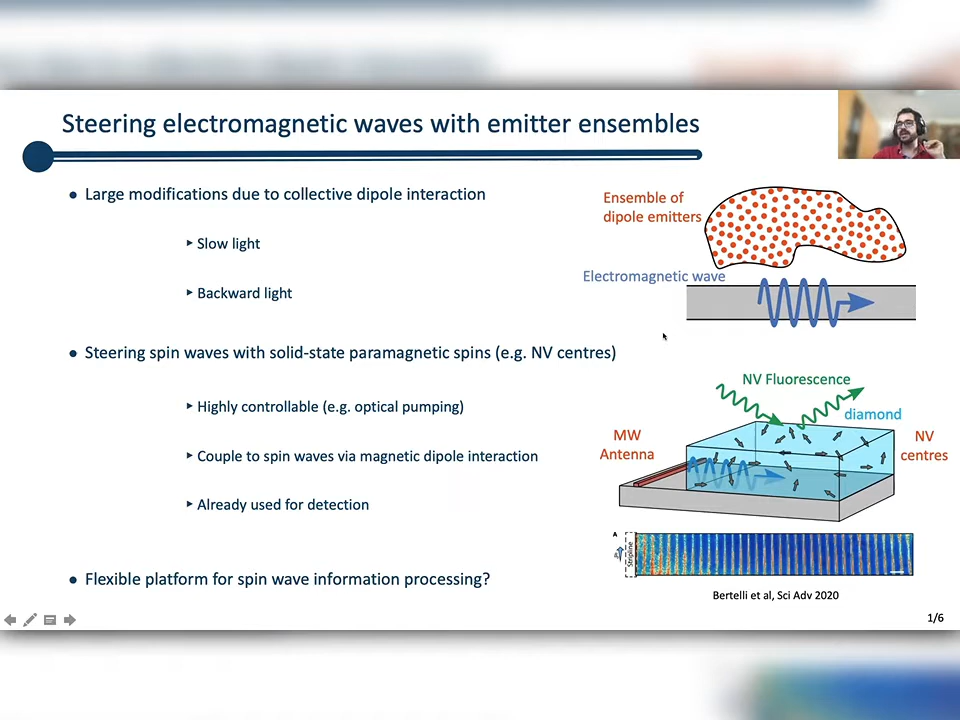 Steering electromagnetic waves with emitter ensembles
• Large modifications due to collective dipole interaction
‣ Slow light
‣ Backward light
• Steering spin waves with solid-state paramagnetic spins (e.g. NV centres)
‣ Highly controllable (e.g. optical pumping)
‣ Couple to spin waves via magnetic dipole interaction
‣ Already used for detection
• Flexible platform for spin wave information processing?
Ensemble of
dipole emitters
Electromagnetic wave
NV Fluorescence
diamond
MW
Antenna
NV
centres
A
Stripline
Bertelli et al, Sci Adv 2020
1/6